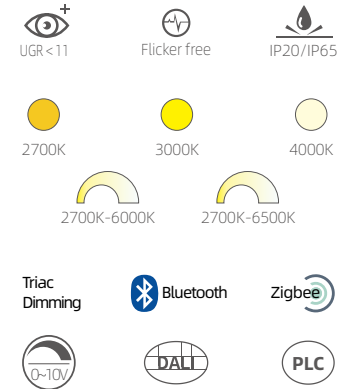 UGR<11
Flicker free
IP20/IP65
2700K
3000K
4000K
2700K-6000K
2700K-6500K
Triac
Dimming
Bluetooth
Zigbee
0~10V
DALI
PLC